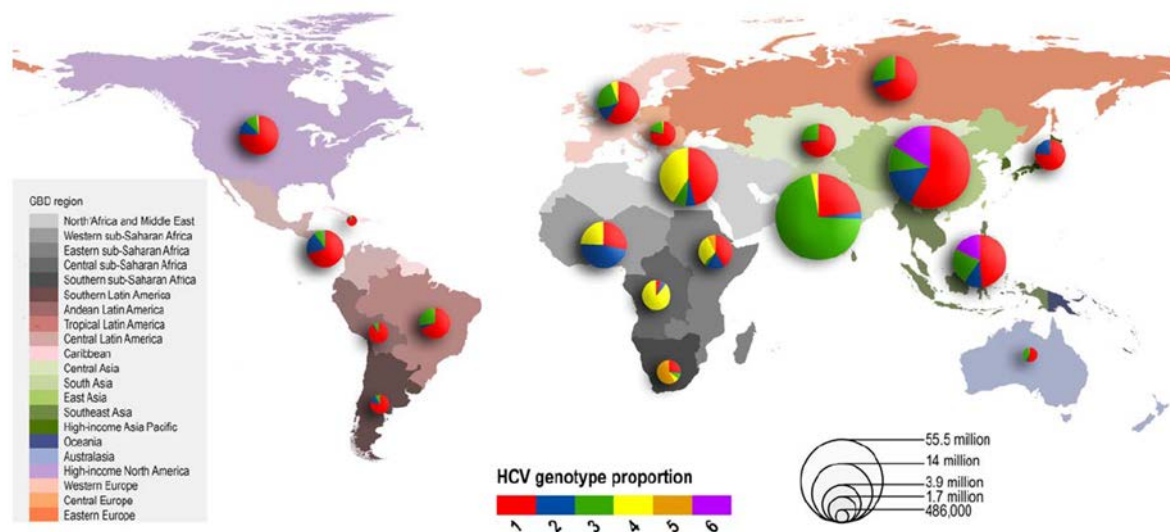 GBD region
North Africa and Middle East
Western sub-Saharan Africa
Eastern sub-Saharan Africa
Central sub-Saharan Africa
Southern sub-Saharan Africa
Southern Latin America
Andean Latin America
Tropical Latin America
Central Latin America
Caribbean
Central Asia
South Asia
East Asia
Southeast Asia
High-income Asia Pacific
Oceania
Australasia
High-income North America
Western Europe
Central Europe
Eastern Europe
HCV genotype proportion
1 2 3 4 5 6
55.5 million
14 million
3.9 million
1.7 million
486,000